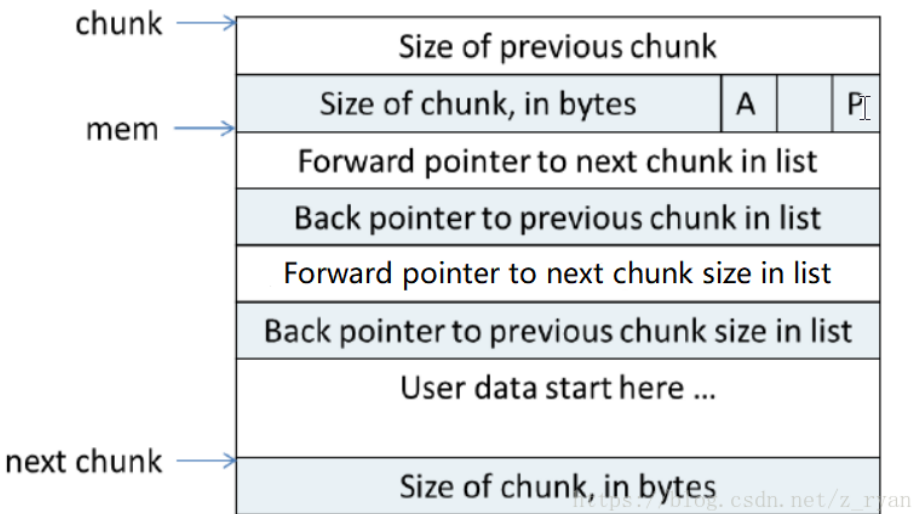 chunk
Size of previous chunk
Size of chunk, in bytes A P
mem
Forward pointer to next chunk in list
Back pointer to previous chunk in list
Forward pointer to next chunk size in list
Back pointer to previous chunk size in list
User data start here ...
next chunk
Size of chunk, in bytes
https://blog.csdn.net/z_ryan